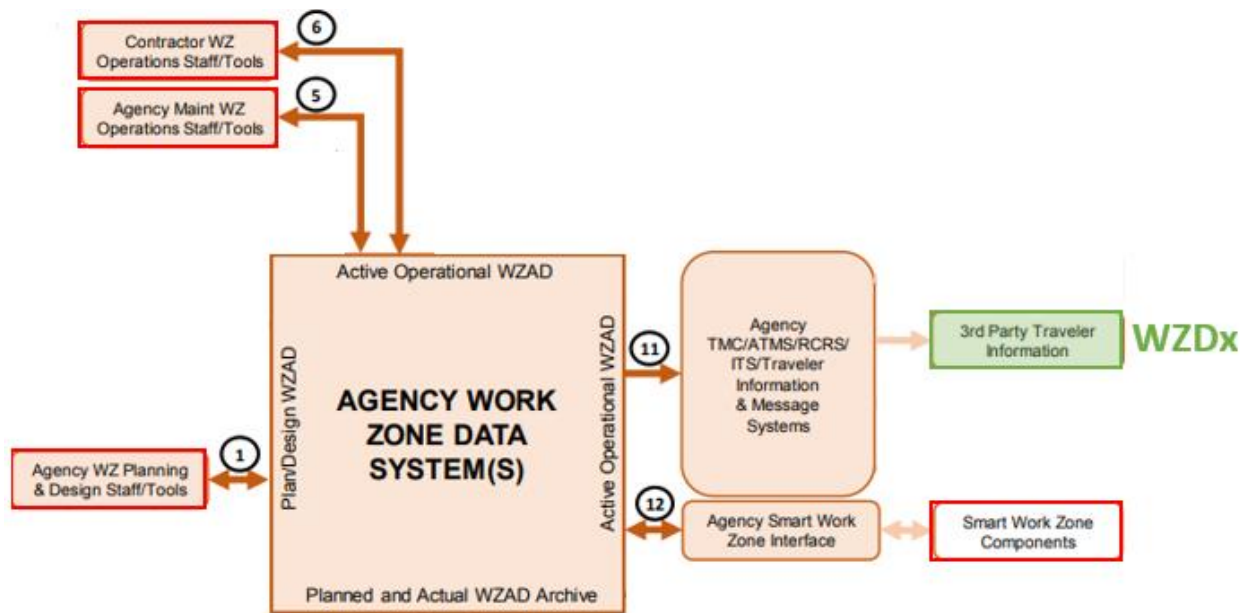 Contractor WZ
Operations Staff/Tools
6
Agency Maint WZ
Operations Staff/Tools
5
Active Operational WZAD
Plan/Design WZAD
AGENCY WORK
ZONE DATA
SYSTEM(S)
Active Operational WZAD
Planned and Actual WZAD Archive
Agency WZ Planning
& Design Staff/Tools
1
11
Agency
TMC/ATMS/RCRS/
ITS/Traveler
Information
& Message
Systems
3rd Party Traveler
Information
WZDx
12
Agency Smart Work
Zone Interface
Smart Work Zone
Components